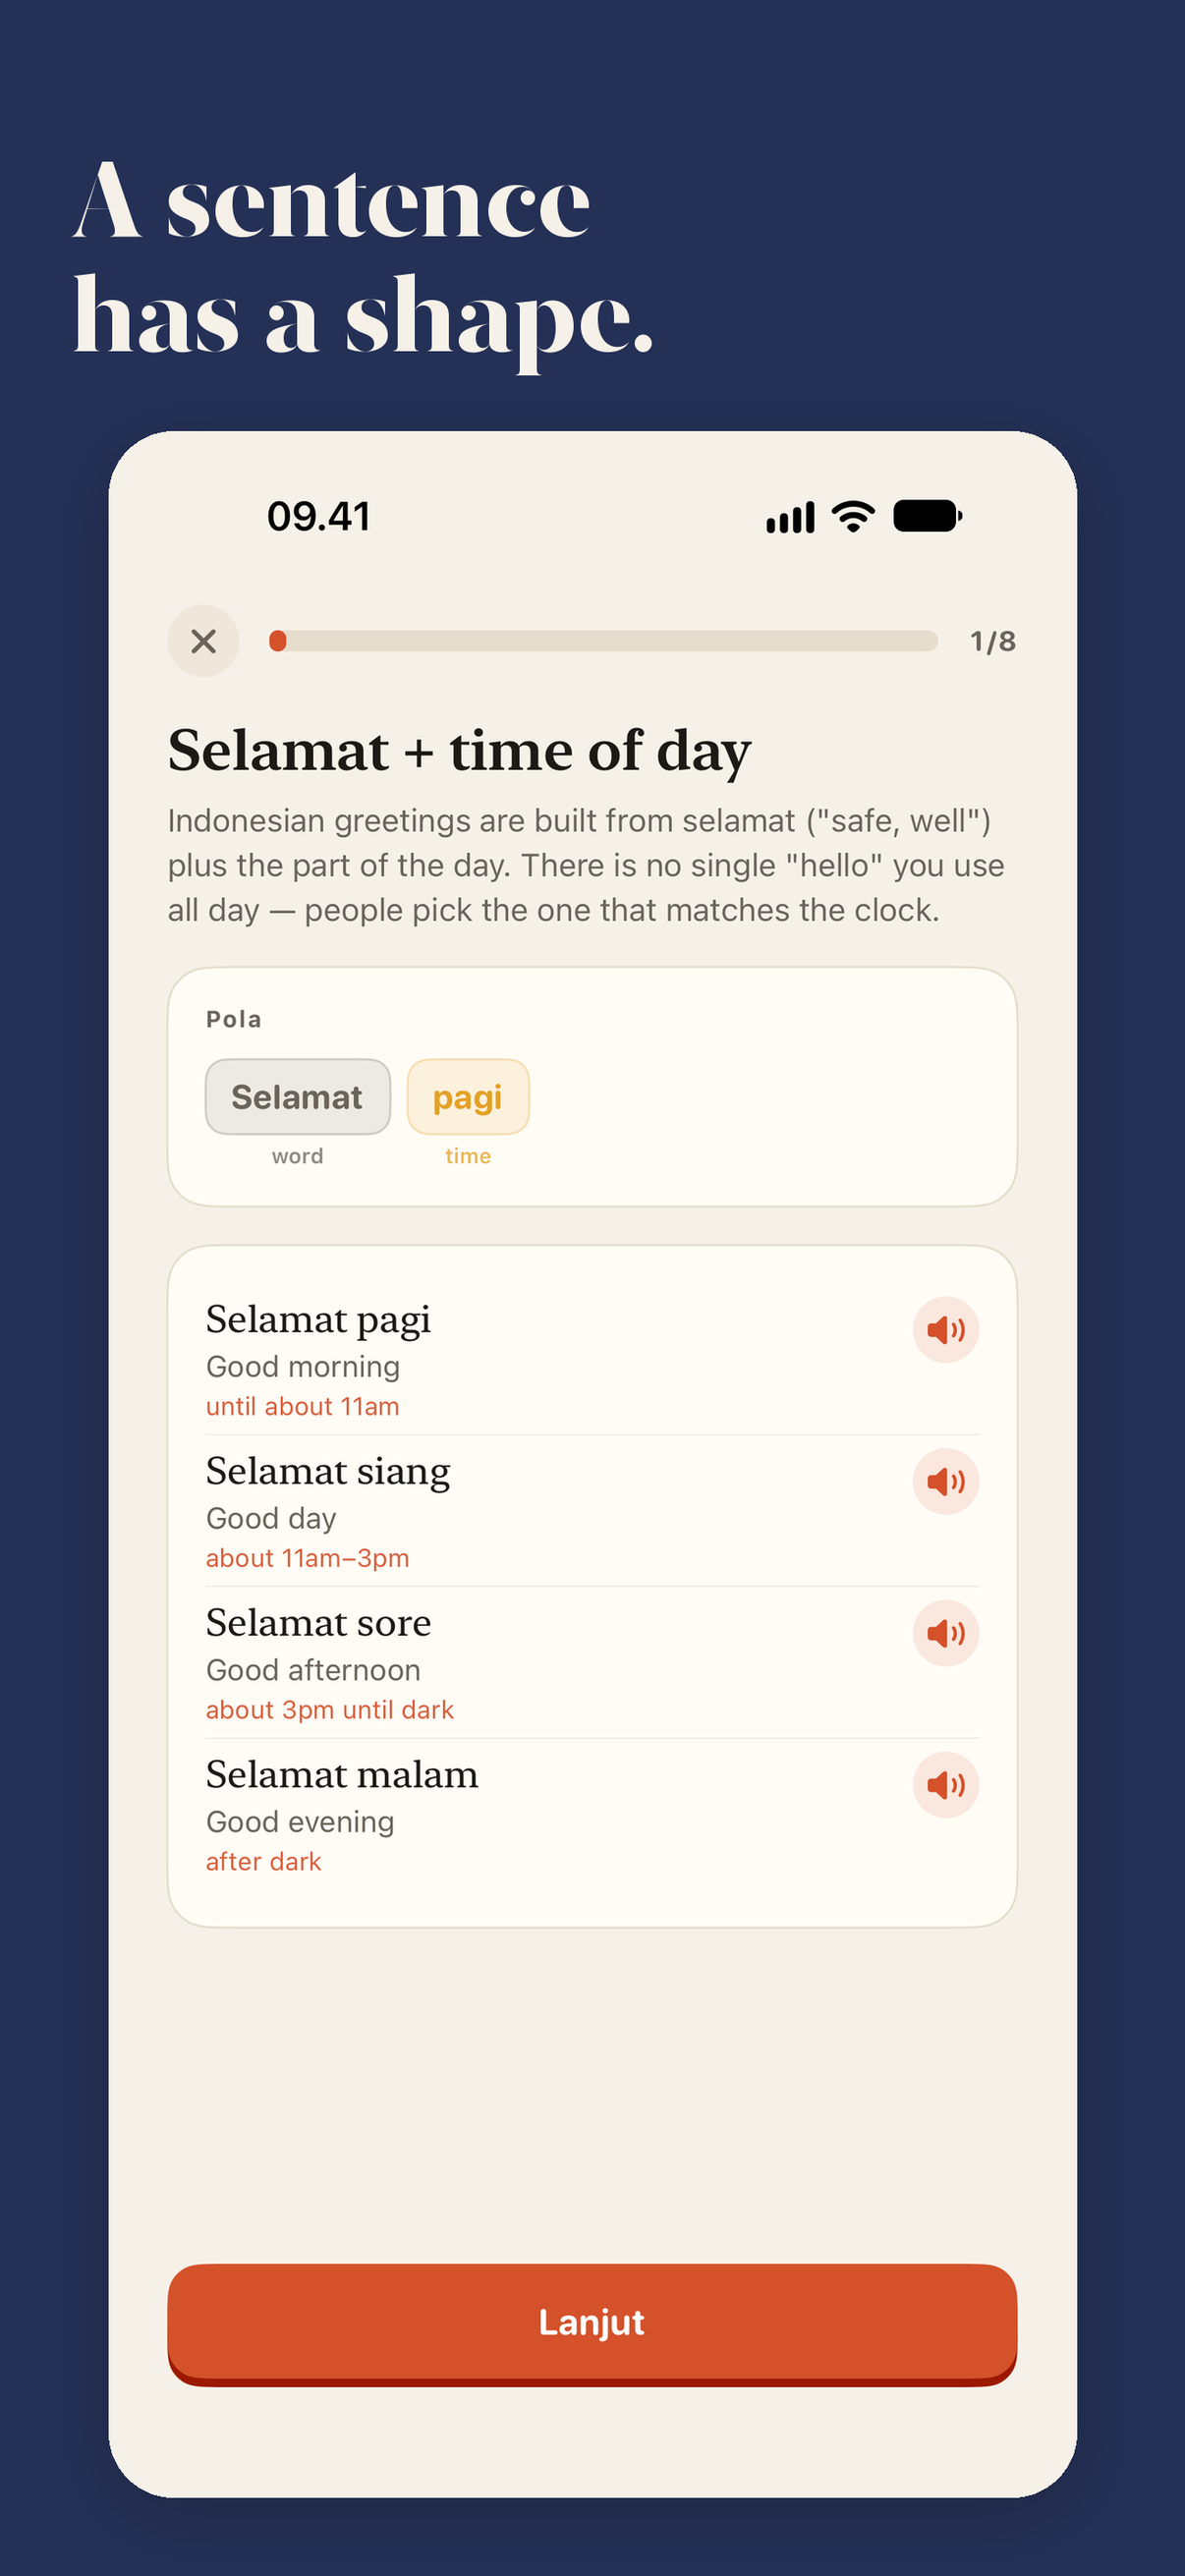 A sentence
has a shape.
09.41
1/8
Selamat + time of day
Indonesian greetings are built from selamat ("safe, well")
plus the part of the day. There is no single "hello" you use
all day — people pick the one that matches the clock.
Pola
Selamat pagi
word time
Selamat pagi
Good morning
until about 11am
Selamat siang
Good day
about 11am–3pm
Selamat sore
Good afternoon
about 3pm until dark
Selamat malam
Good evening
after dark
Lanjut